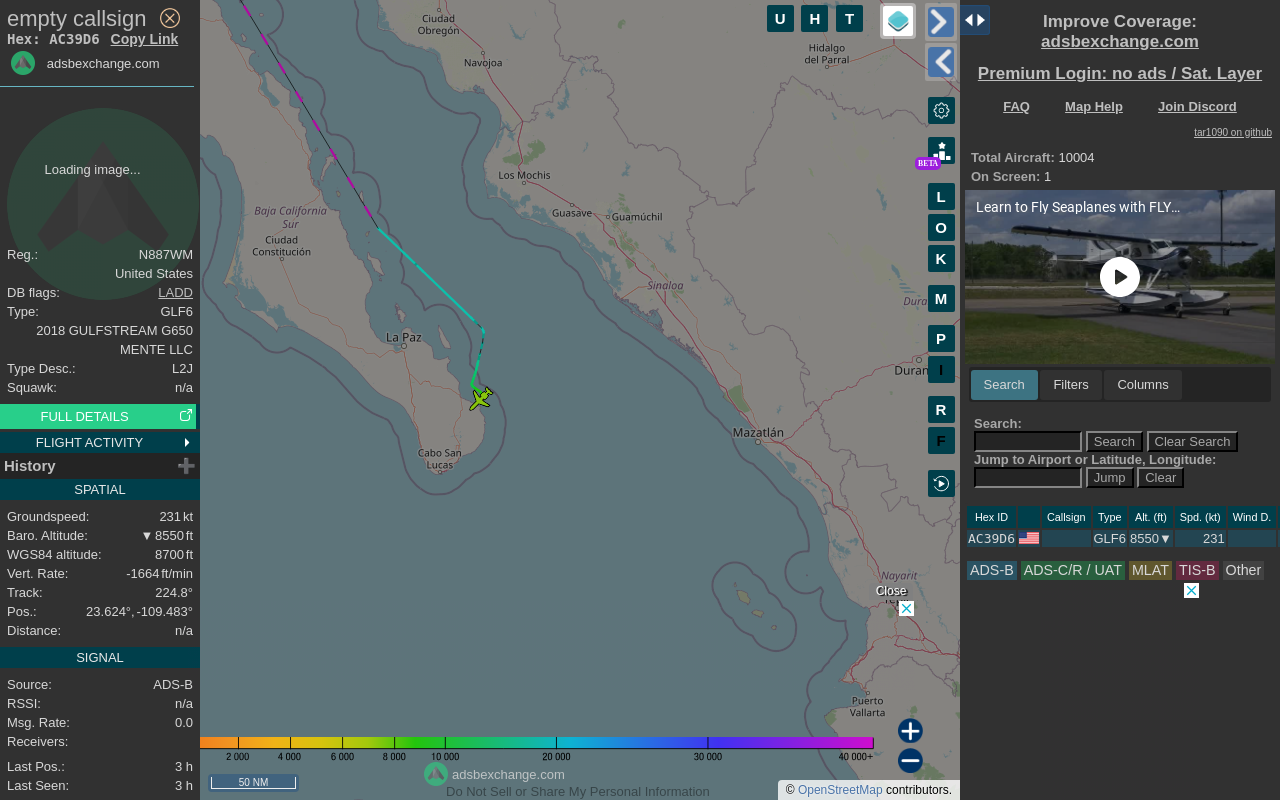 empty callsign
Hex: AC39D6 Copy Link
adsbexchange.com
Loading image...
Reg.: N887WM
United States
DB flags: LADD
Type: GLF6
2018 GULFSTREAM G650
MENTE LLC
Type Desc.: L2J
Squawk: n/a
FULL DETAILS
FLIGHT ACTIVITY
History
SPATIAL
Groundspeed: 231 kt
Baro. Altitude: ▼ 8550 ft
WGS84 altitude: 8700 ft
Vert. Rate: -1664 ft/min
Track: 224.8°
Pos.: 23.624°, -109.483°
Distance: n/a
SIGNAL
Source: ADS-B
RSSI: n/a
Msg. Rate: 0.0
Receivers:
Last Pos.: 3 h
Last Seen: 3 h
Ciudad
Obregón
Navojoa
Hidalgo
del Parral
Los Mochis
Guasave
Guamúchil
Baja California
Sur
Ciudad
Constitución
Sinaloa
Dura
La Paz
Duran
Mazatlán
Cabo San
Lucas
Nayarit
Close
Puerto
Vallarta
U H T
BETA
L
O
K
M
P
I
R
F
2 000 4 000 6 000 8 000 10 000 20 000 30 000 40 000+
50 NM
adsbexchange.com
Do Not Sell or Share My Personal Information
© OpenStreetMap contributors.
Improve Coverage:
adsbexchange.com
Premium Login: no ads / Sat. Layer
FAQ Map Help Join Discord
tar1090 on github
Total Aircraft: 10004
On Screen: 1
Learn to Fly Seaplanes with FLY...
Search Filters Columns
Search:
Search Clear Search
Jump to Airport or Latitude, Longitude:
Jump Clear
Hex ID Callsign Type Alt. (ft) Spd. (kt) Wind D.
AC39D6 GLF6 8550▼ 231
ADS-B ADS-C/R / UAT MLAT TIS-B Other